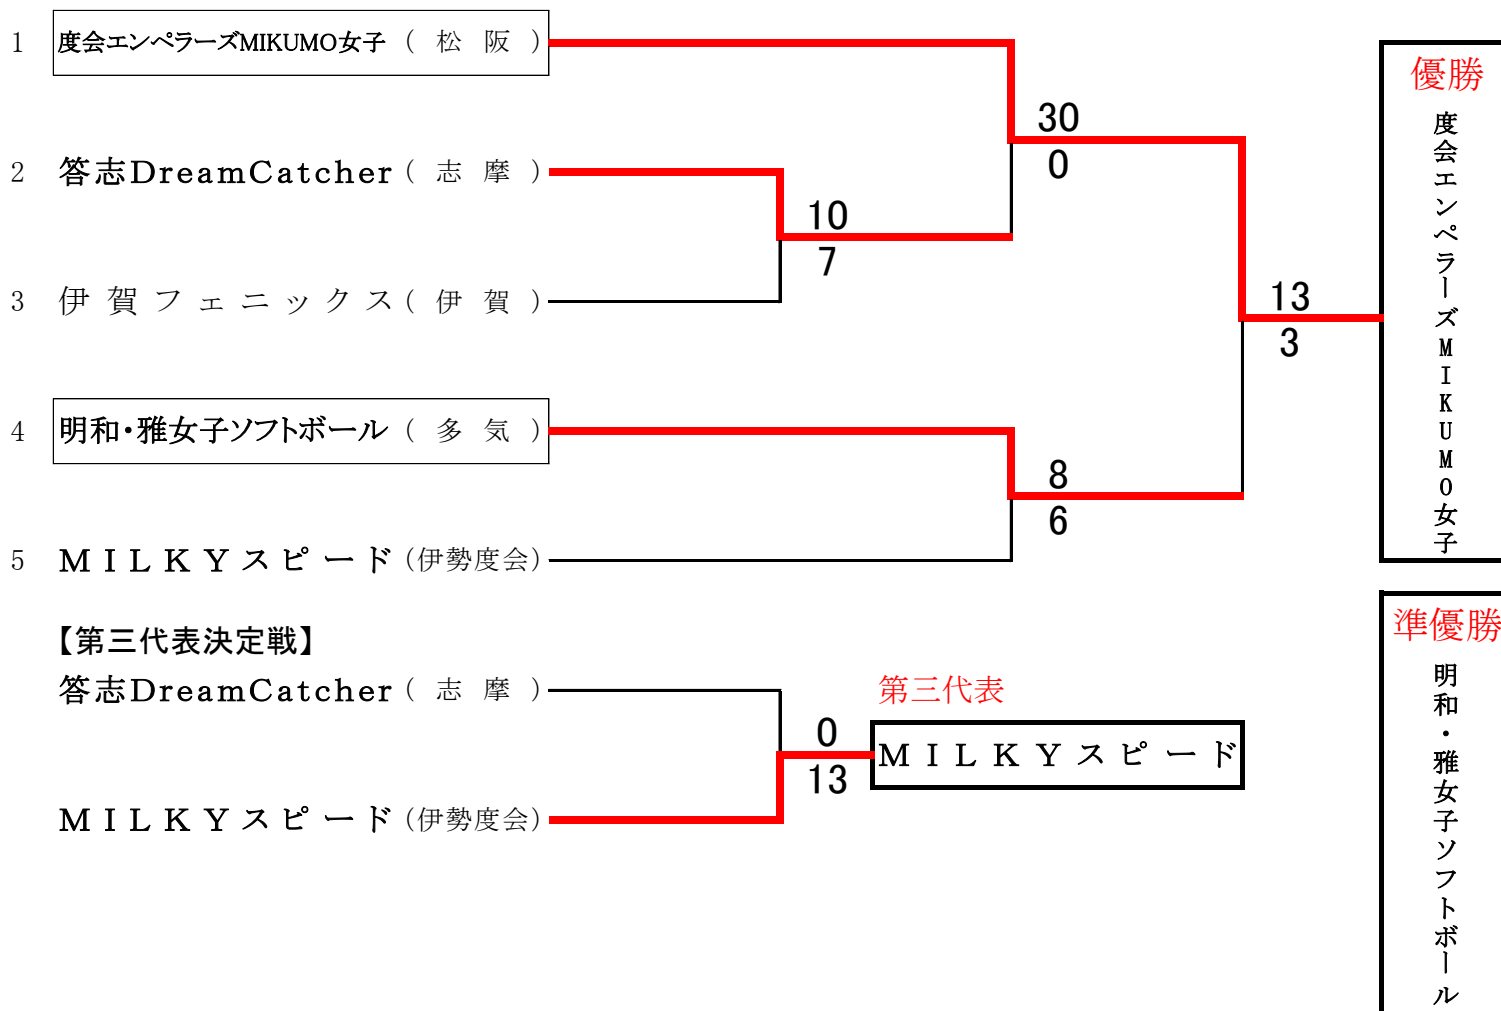 1 度会エンペラーズMIKUMO女子 ( 松 阪 )
30
0
2 答志DreamCatcher ( 志 摩 )
10
7
3 伊 賀 フ ェ ニ ッ ク ス ( 伊 賀 )
13
3
4 明和・雅女子ソフトボール ( 多 気 )
8
6
5 ＭＩＬＫＹスピード (伊勢度会)
優勝
度会エンペラーズＭＩＫＵＭＯ女子
【第三代表決定戦】
答志DreamCatcher ( 志 摩 )
0
13
ＭＩＬＫＹスピード (伊勢度会)
第三代表
ＭＩＬＫＹスピード
準優勝
明和・雅女子ソフトボール